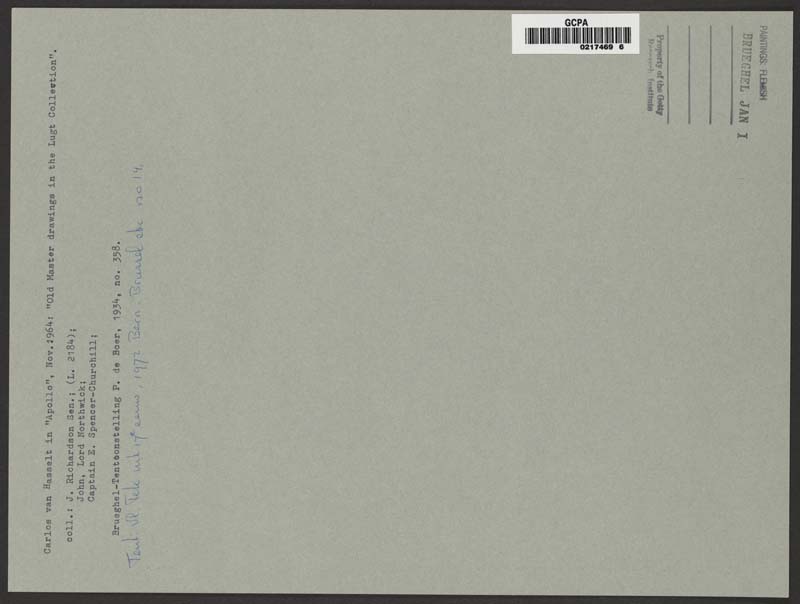 Carlos van Hasselt in "Apollo", Nov.1964: "Old Master drawings in the Lugt Collection".
coll.: J. Richardson Sen.; (L. 2184);
John, Lord Northwick;
Captain E. Spencer-Churchill;
Brueghel-Tentoonstelling P. de Boer, 1934, no. 358.
Tent. Vl. Tek uit 17e eeuw, 1972 Bern - Brussel etc no 14.
GCPA
0217469 6
PAINTINGS: FLEMISH
BRUEGHEL JAN I
Property of the Getty
Research Institute